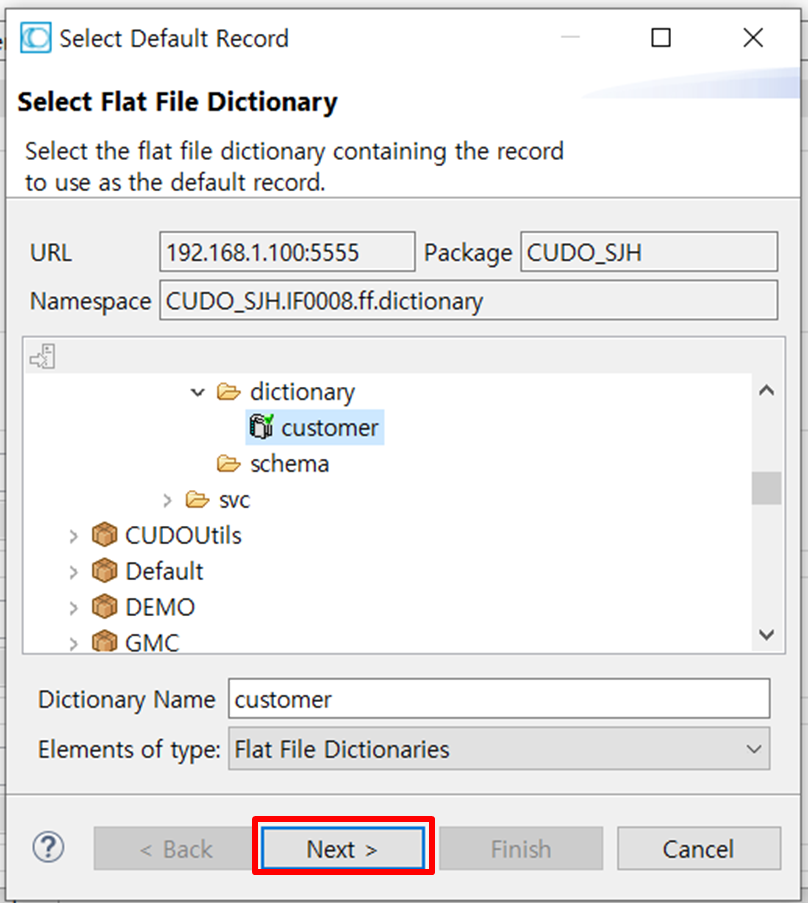 Select Default Record
Select Flat File Dictionary
Select the flat file dictionary containing the record
to use as the default record.
URL 192.168.1.100:5555 Package CUDO_SJH
Namespace CUDO_SJH.IF0008.ff.dictionary
dictionary
customer
schema
svc
CUDOUtils
Default
DEMO
GMC
Dictionary Name customer
Elements of type: Flat File Dictionaries
? < Back Next > Finish Cancel